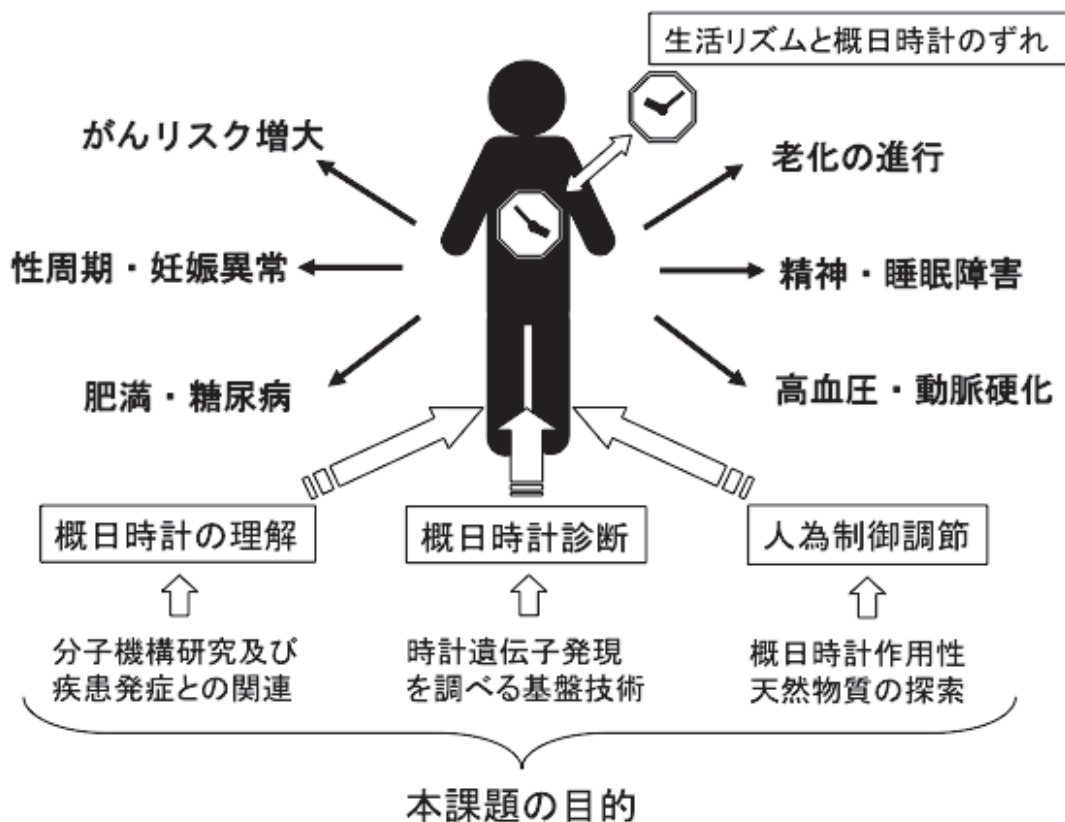 生活リズムと概日時計のずれ
がんリスク増大
老化の進行
性周期・妊娠異常
精神・睡眠障害
肥満・糖尿病
高血圧・動脈硬化
概日時計の理解
概日時計診断
人為制御調節
分子機構研究及び
疾患発症との関連
時計遺伝子発現
を調べる基盤技術
概日時計作用性
天然物質の探索
本課題の目的